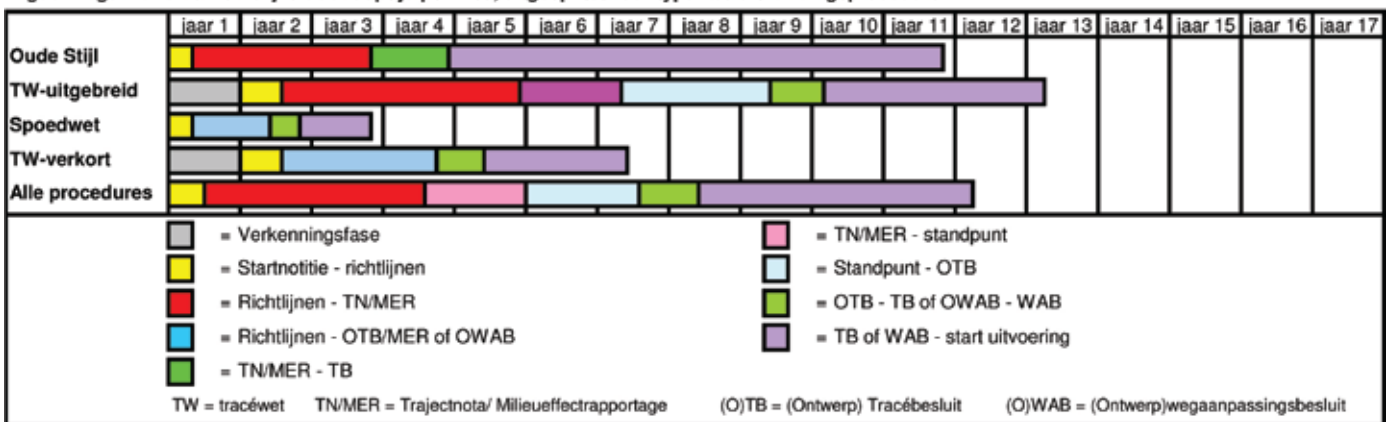 jaar 1 jaar 2 jaar 3 jaar 4 jaar 5 jaar 6 jaar 7 jaar 8 jaar 9 jaar 10 jaar 11 jaar 12 jaar 13 jaar 14 jaar 15 jaar 16 jaar 17
Oude Stijl
TW-uitgebreid
Spoedwet
TW-verkort
Alle procedures
= Verkenningsfase
= Startnotitie - richtlijnen
= Richtlijnen - TN/MER
= Richtlijnen - OTB/MER of OWAB
= TN/MER - TB
= TN/MER - standpunt
= Standpunt - OTB
= OTB - TB of OWAB - WAB
= TB of WAB - start uitvoering
TW = tracéwet TN/MER = Trajectnota/ Milieueffectrapportage (O)TB = (Ontwerp) Tracébesluit (O)WAB = (Ontwerp)wegaanpassingsbesluit